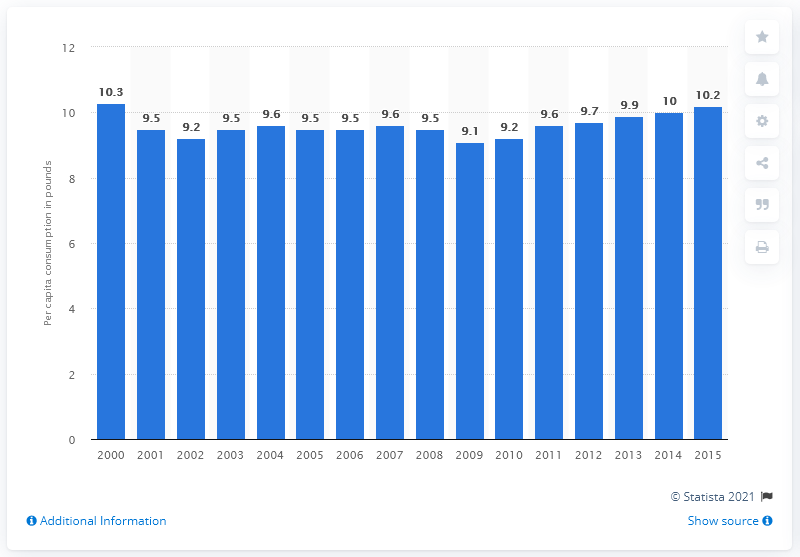 12
10
8
6
4
2
0
Per capita consumption in pounds
10.3 9.5 9.2 9.5 9.6 9.5 9.5 9.6 9.5 9.1 9.2 9.6 9.7 9.9 10 10.2
2000 2001 2002 2003 2004 2005 2006 2007 2008 2009 2010 2011 2012 2013 2014 2015
© Statista 2021
Additional Information
Show source